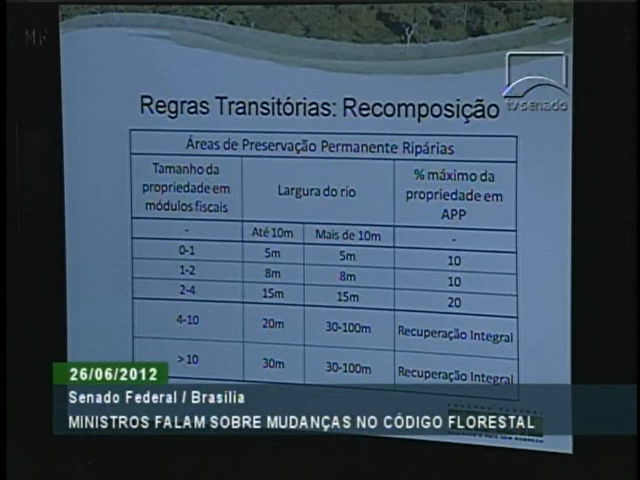 tv senado
Regras Transitórias: Recomposição
Áreas de Preservação Permanente Ripárias
Tamanho da propriedade em módulos fiscais
Largura do rio
% máximo da propriedade em APP
- Até 10m Mais de 10m -
0-1 5m 5m 10
1-2 8m 8m 10
2-4 15m 15m 20
4-10 20m 30-100m Recuperação Integral
>10 30m 30-100m Recuperação Integral
26/06/2012
Senado Federal / Brasília
MINISTROS FALAM SOBRE MUDANÇAS NO CÓDIGO FLORESTAL